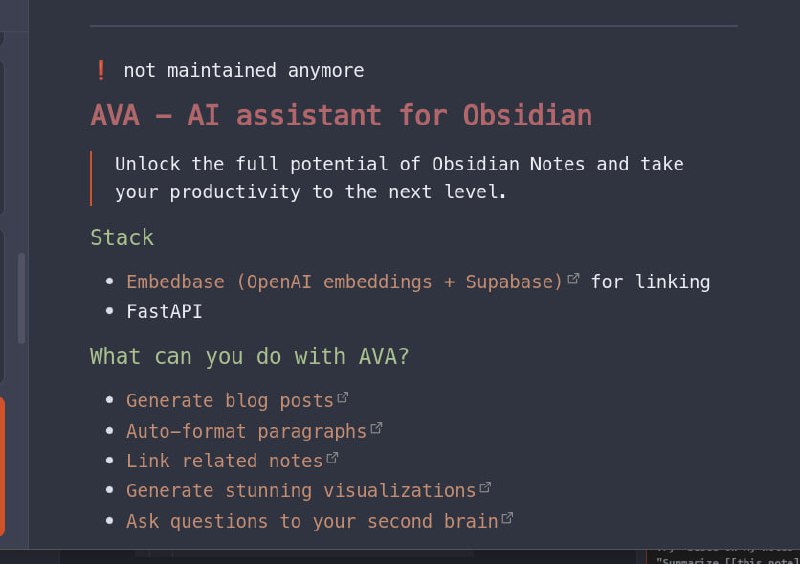 ❗ not maintained anymore
AVA - AI assistant for Obsidian
Unlock the full potential of Obsidian Notes and take
your productivity to the next level.
Stack
• Embedbase (OpenAI embeddings + Supabase) for linking
• FastAPI
What can you do with AVA?
• Generate blog posts
• Auto-format paragraphs
• Link related notes
• Generate stunning visualizations
• Ask questions to your second brain
"Summarize [[this note]